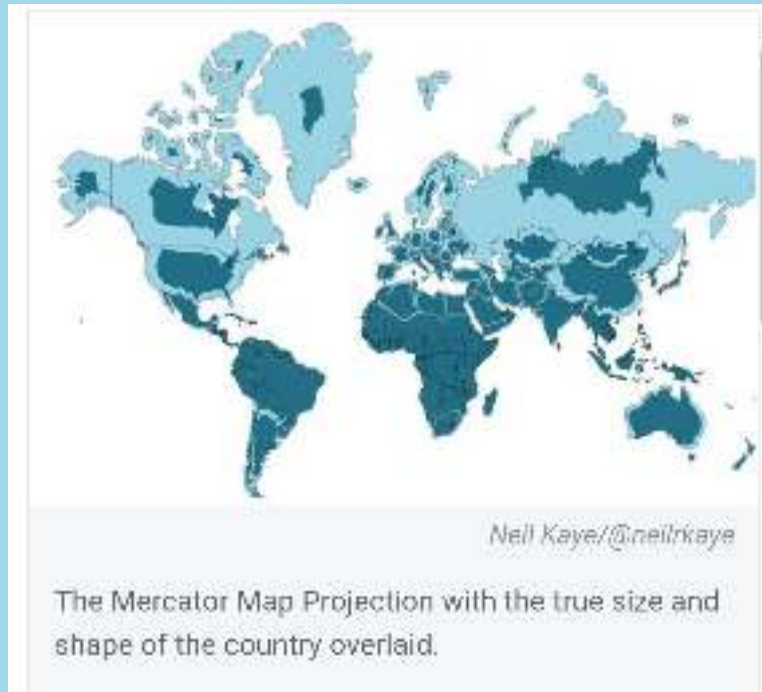 Neil Kaye/@neilrkaye
The Mercator Map Projection with the true size and
shape of the country overlaid.